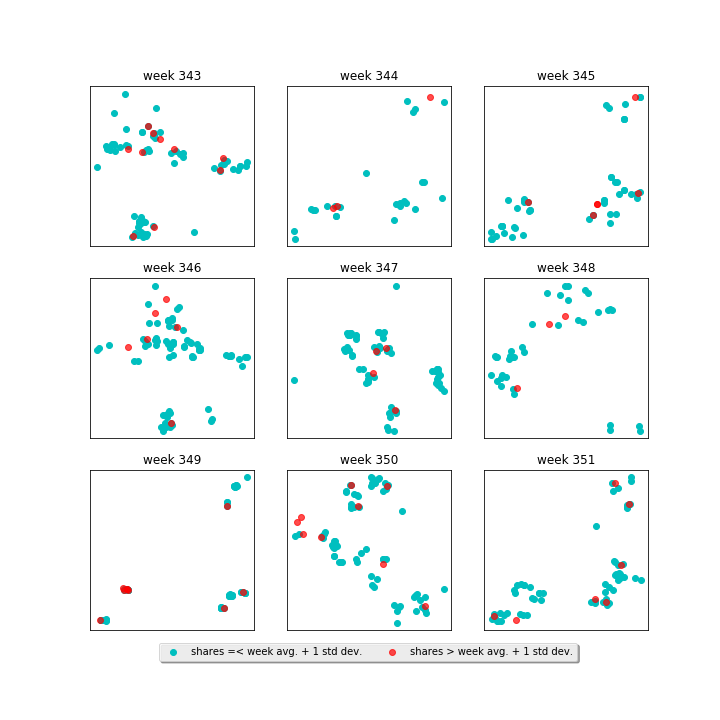 week 343
week 344
week 345
week 346
week 347
week 348
week 349
week 350
week 351
shares =< week avg. + 1 std dev.
shares > week avg. + 1 std dev.